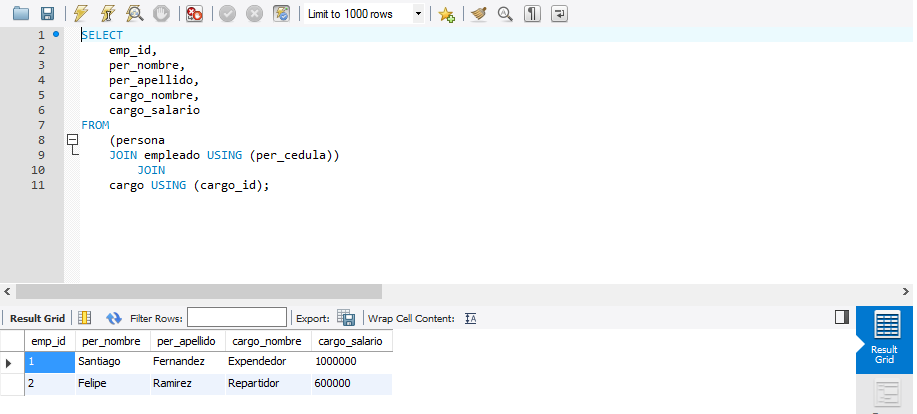 Limit to 1000 rows
1 SELECT
2 emp_id,
3 per_nombre,
4 per_apellido,
5 cargo_nombre,
6 cargo_salario
7 FROM
8 (persona
9 JOIN empleado USING (per_cedula))
10 JOIN
11 cargo USING (cargo_id);
Result Grid Filter Rows: Export: Wrap Cell Content:
emp_id per_nombre per_apellido cargo_nombre cargo_salario
1 Santiago Fernandez Expendedor 1000000
2 Felipe Ramirez Repartidor 600000
Result
Grid